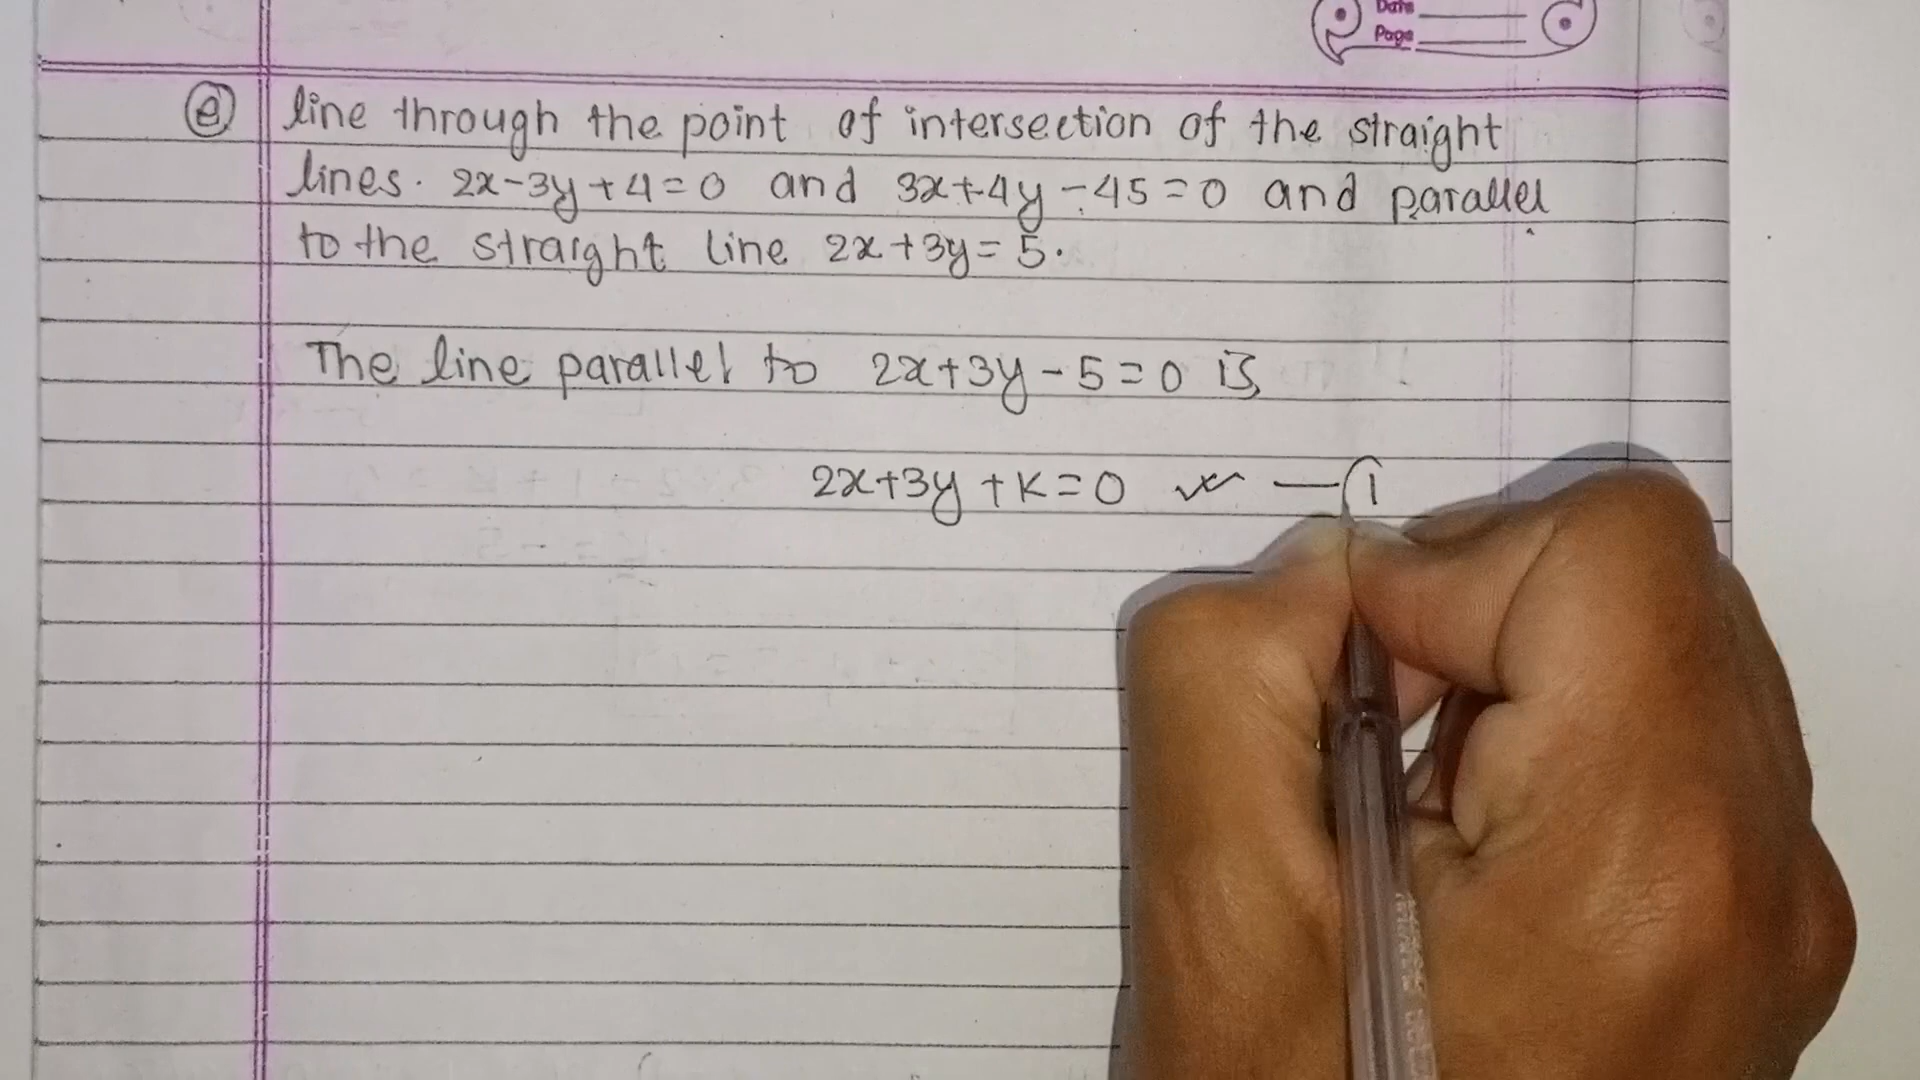 Date
Page
e line through the point of intersection of the straight
lines. 2x-3y+4=0 and 3x+4y-45=0 and parallel
to the straight line 2x+3y=5.
The line parallel to 2x+3y-5=0 is,
2x+3y+k=0 — 1